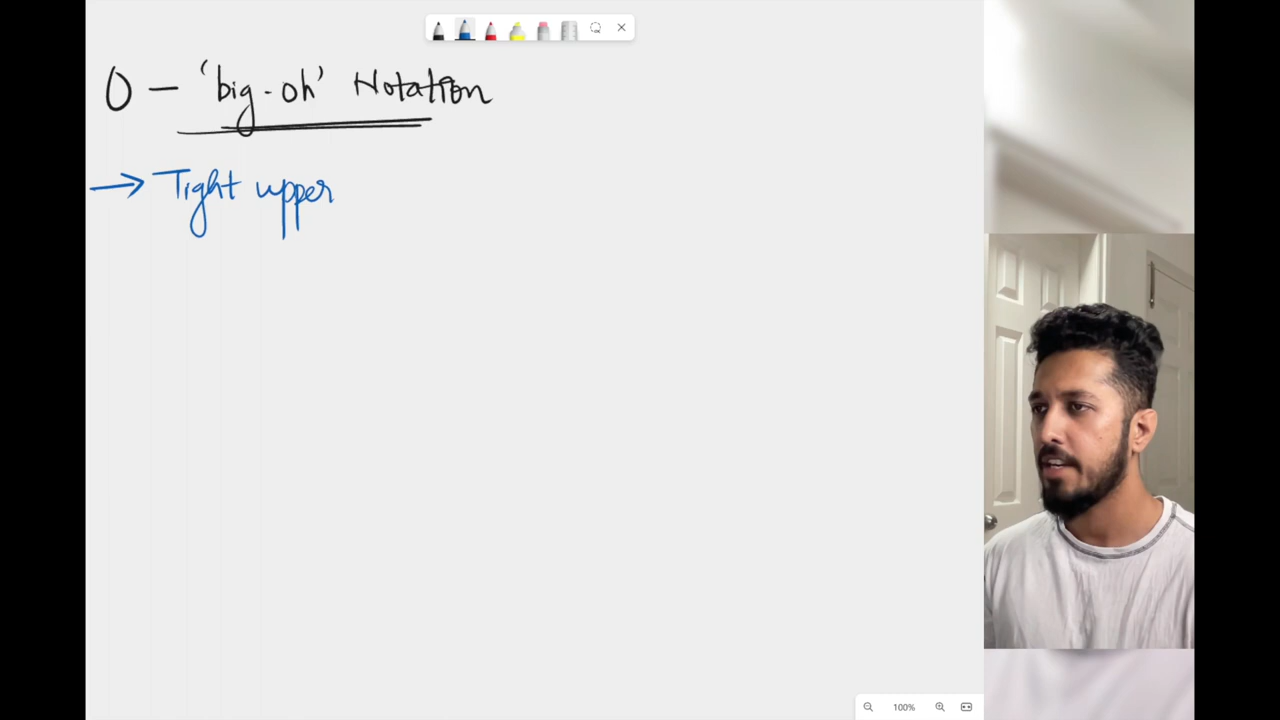 O - 'big-oh' Notation
→ Tight upper
100%